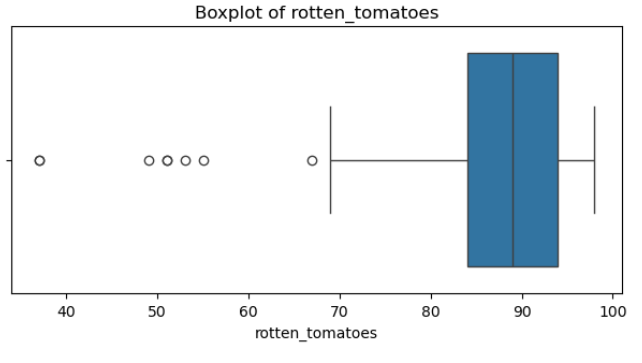 Boxplot of rotten_tomatoes
40 50 60 70 80 90 100
rotten_tomatoes